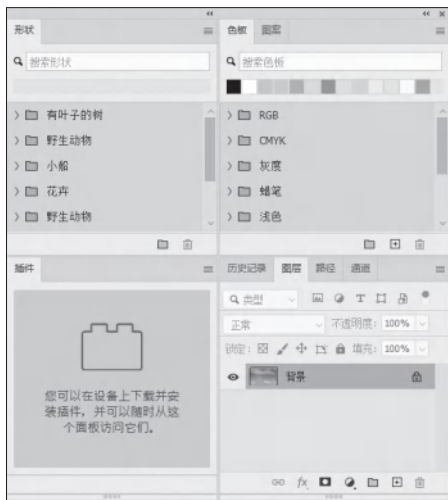 形状
搜索形状
有叶子的树
野生动物
小船
花卉
野生动物
色板 图案
搜索色板
RGB
CMYK
灰度
蜡笔
浅色
插件
您可以在设备上下载并安
装插件，并可以随时从这
个面板访问它们。
历史记录 图层 路径 通道
类型
正常 不透明度: 100%
锁定: 填充: 100%
背景
fx